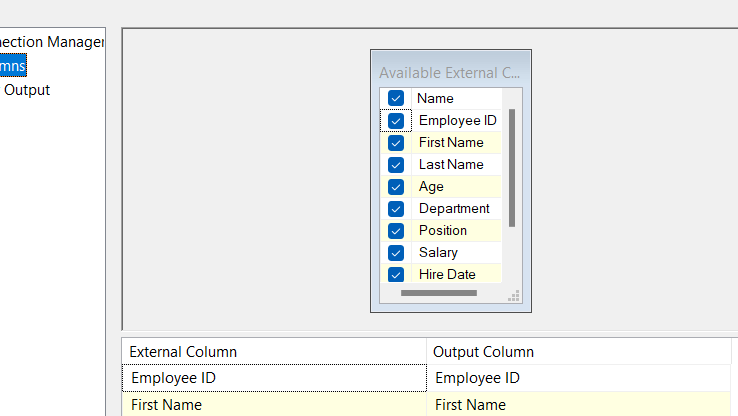 nection Manager
mns
Output
Available External C...
Name
Employee ID
First Name
Last Name
Age
Department
Position
Salary
Hire Date
External Column Output Column
Employee ID Employee ID
First Name First Name